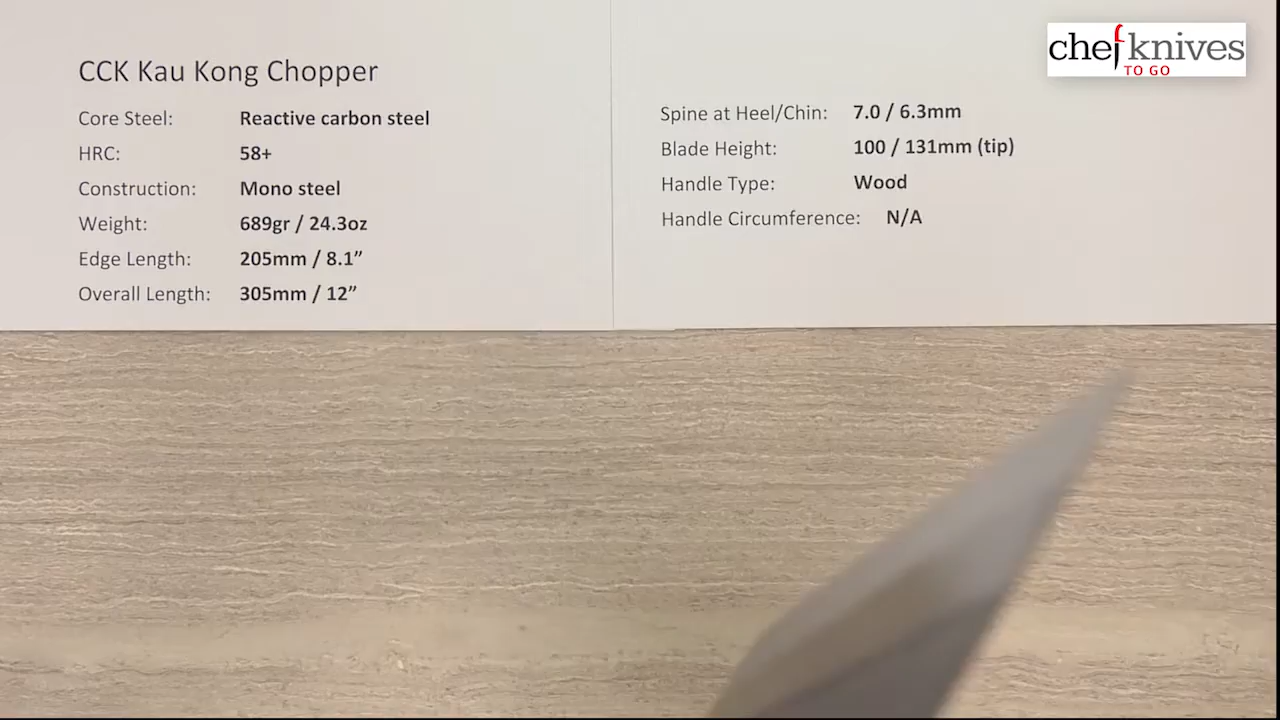 CCK Kau Kong Chopper
Core Steel: Reactive carbon steel
HRC: 58+
Construction: Mono steel
Weight: 689gr / 24.3oz
Edge Length: 205mm / 8.1”
Overall Length: 305mm / 12”
Spine at Heel/Chin: 7.0 / 6.3mm
Blade Height: 100 / 131mm (tip)
Handle Type: Wood
Handle Circumference: N/A
chefknives
TO GO